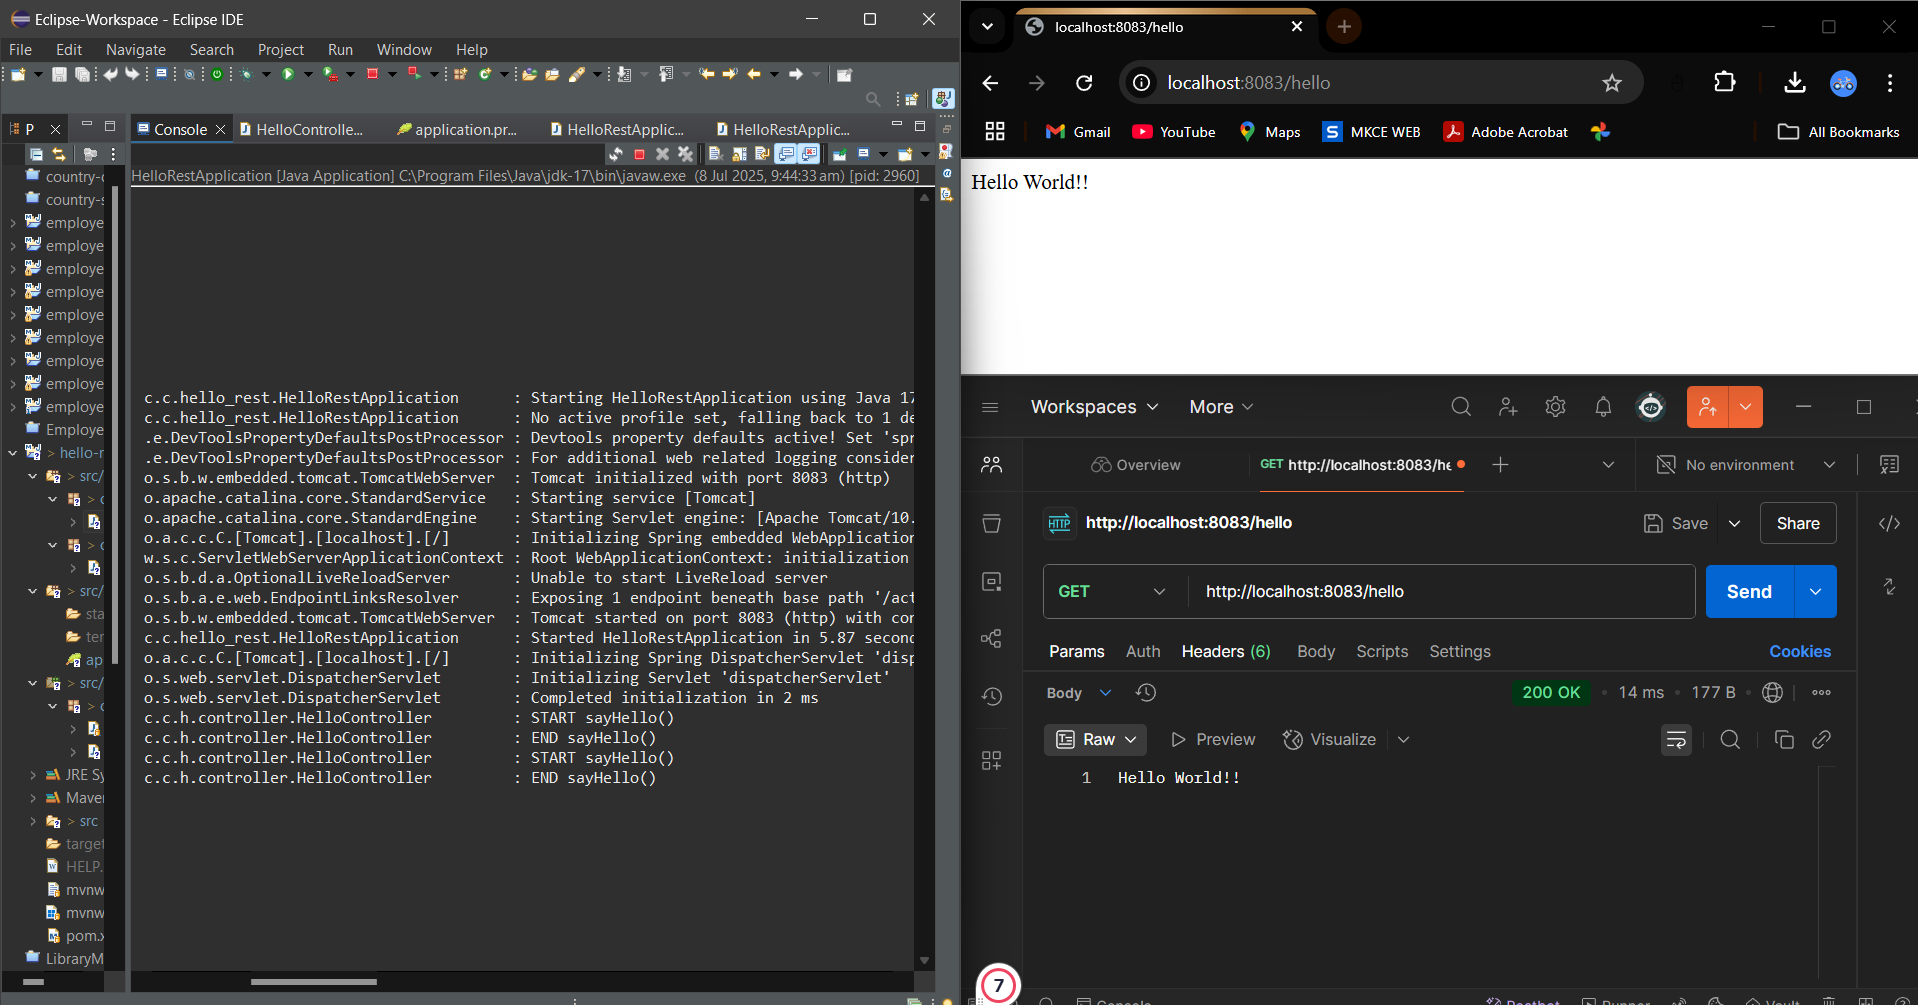 Eclipse-Workspace - Eclipse IDE
File Edit Navigate Search Project Run Window Help
P
Console
HelloControlle...
application.pr...
HelloRestApplic...
HelloRestApplic...
HelloRestApplication [Java Application] C:\Program Files\Java\jdk-17\bin\javaw.exe (8 Jul 2025, 9:44:33 am) [pid: 2960]
country-
country-s
employe
employe
employe
employe
employe
employe
employe
employe
employe
Employe
> hello-r
> src/
> c
> c
> src/
sta
ter
ap
> src/
> c
JRE Sy
Maver
> src
target
HELP.
mvnw
mvnw
pom.x
LibraryM
c.c.hello_rest.HelloRestApplication : Starting HelloRestApplication using Java 17
c.c.hello_rest.HelloRestApplication : No active profile set, falling back to 1 de
.e.DevToolsPropertyDefaultsPostProcessor : Devtools property defaults active! Set 'spr
.e.DevToolsPropertyDefaultsPostProcessor : For additional web related logging consider
o.s.b.w.embedded.tomcat.TomcatWebServer : Tomcat initialized with port 8083 (http)
o.apache.catalina.core.StandardService : Starting service [Tomcat]
o.apache.catalina.core.StandardEngine : Starting Servlet engine: [Apache Tomcat/10.
o.a.c.c.C.[Tomcat].[localhost].[/] : Initializing Spring embedded WebApplication
w.s.c.ServletWebServerApplicationContext : Root WebApplicationContext: initialization
o.s.b.d.a.OptionalLiveReloadServer : Unable to start LiveReload server
o.s.b.a.e.web.EndpointLinksResolver : Exposing 1 endpoint beneath base path '/act
o.s.b.w.embedded.tomcat.TomcatWebServer : Tomcat started on port 8083 (http) with con
c.c.hello_rest.HelloRestApplication : Started HelloRestApplication in 5.87 second
o.a.c.c.C.[Tomcat].[localhost].[/] : Initializing Spring DispatcherServlet 'disp
o.s.web.servlet.DispatcherServlet : Initializing Servlet 'dispatcherServlet'
o.s.web.servlet.DispatcherServlet : Completed initialization in 2 ms
c.c.h.controller.HelloController : START sayHello()
c.c.h.controller.HelloController : END sayHello()
c.c.h.controller.HelloController : START sayHello()
c.c.h.controller.HelloController : END sayHello()
localhost:8083/hello
localhost:8083/hello
Gmail YouTube Maps MKCE WEB Adobe Acrobat All Bookmarks
Hello World!!
Workspaces More
Overview GET http://localhost:8083/he No environment
HTTP http://localhost:8083/hello Save Share
GET http://localhost:8083/hello Send
Params Auth Headers (6) Body Scripts Settings Cookies
Body 200 OK 14 ms 177 B
Raw Preview Visualize
1 Hello World!!
7